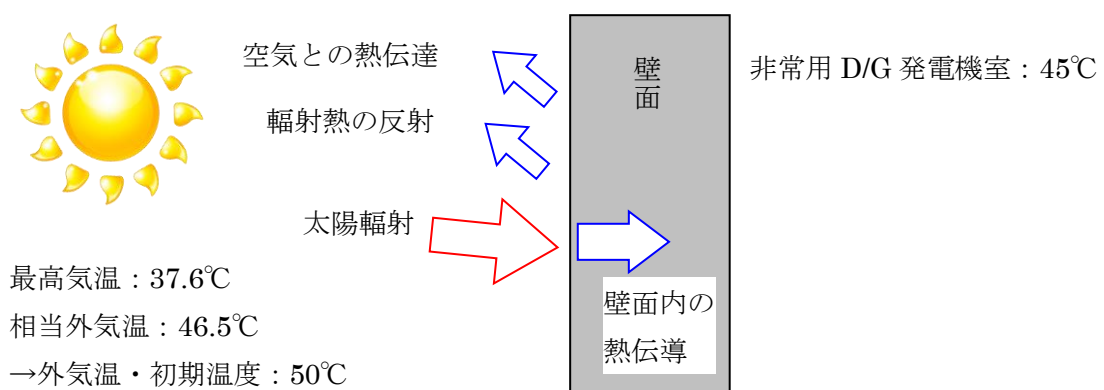 空気との熱伝達
輻射熱の反射
太陽輻射
最高気温：37.6℃
相当外気温：46.5℃
→外気温・初期温度：50℃
壁面
壁面内の
熱伝導
非常用 D/G 発電機室：45℃